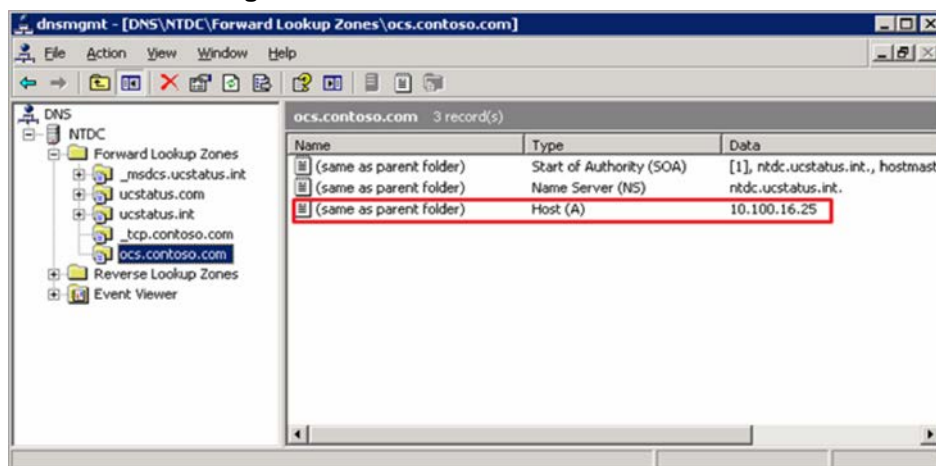 dnsmgmt - [DNS\NTDC\Forward Lookup Zones\ocs.contoso.com]
File Action View Window Help
DNS
NTDC
Forward Lookup Zones
_msdcs.ucstatus.int
ucstatus.com
ucstatus.int
_tcp.contoso.com
ocs.contoso.com
Reverse Lookup Zones
Event Viewer
ocs.contoso.com 3 record(s)
Name Type Data
(same as parent folder) Start of Authority (SOA) [1], ntdc.ucstatus.int., hostmast
(same as parent folder) Name Server (NS) ntdc.ucstatus.int.
(same as parent folder) Host (A) 10.100.16.25